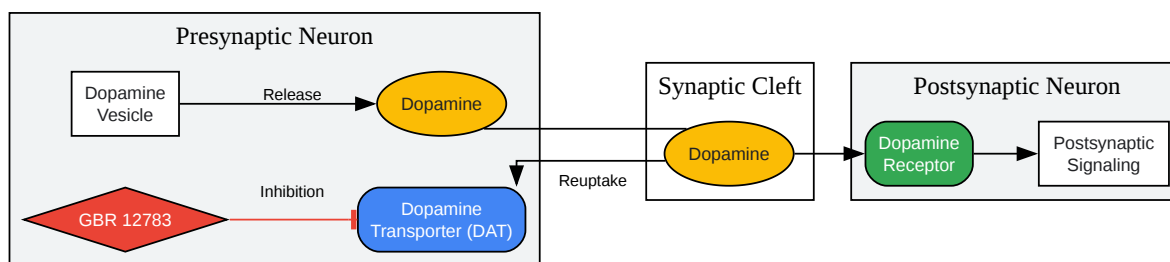 Presynaptic Neuron
Dopamine
Vesicle
Release
Dopamine
GBR 12783
Inhibition
Dopamine
Transporter (DAT)
Reuptake
Synaptic Cleft
Dopamine
Postsynaptic Neuron
Dopamine
Receptor
Postsynaptic
Signaling